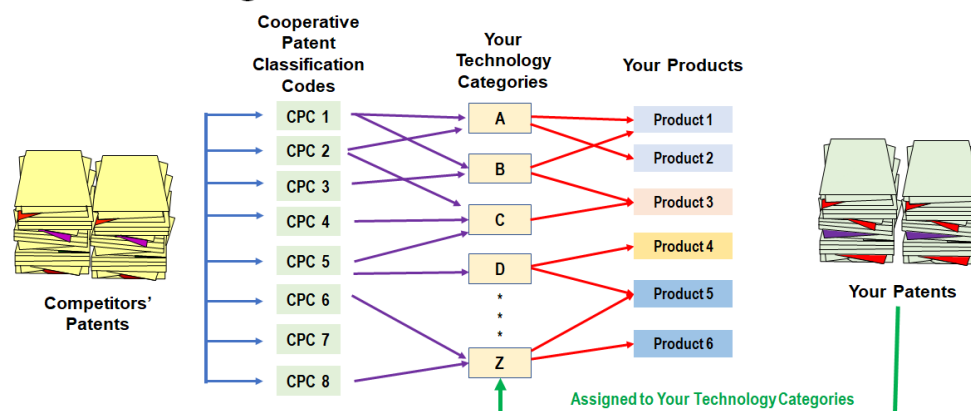 Cooperative
Patent
Classification
Codes
Your
Technology
Categories
Your Products
CPC 1
CPC 2
CPC 3
CPC 4
CPC 5
CPC 6
CPC 7
CPC 8
A
B
C
D
*
*
*
Z
Product 1
Product 2
Product 3
Product 4
Product 5
Product 6
Competitors’
Patents
Your Patents
Assigned to Your Technology Categories